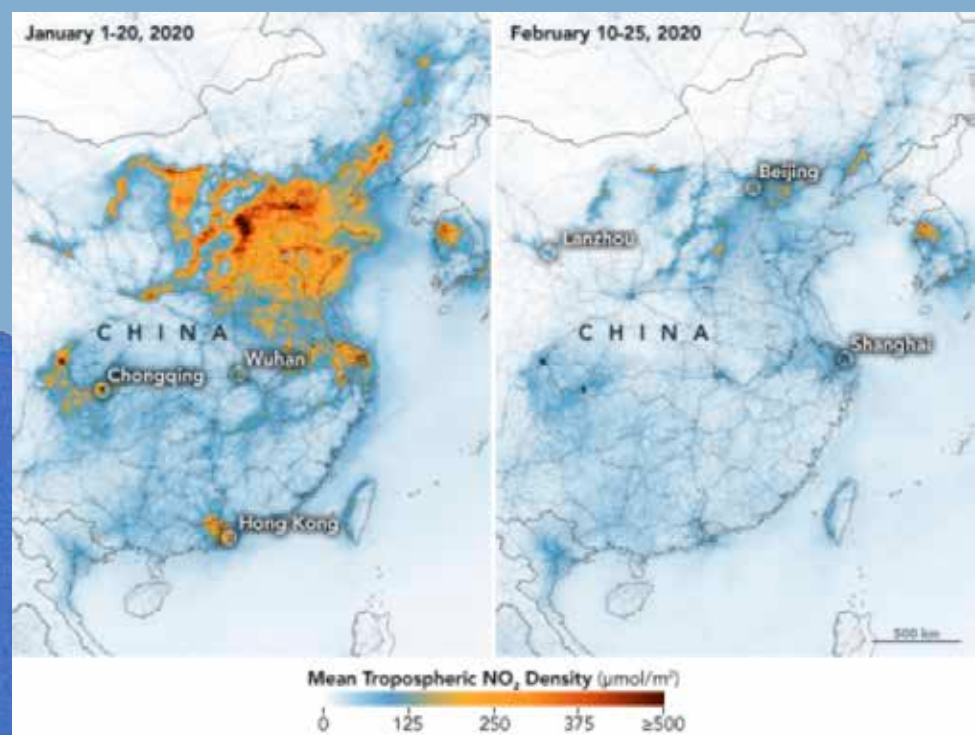 January 1-20, 2020
CHINA
Wuhan
Chongqing
Hong Kong
February 10-25, 2020
Beijing
Lanzhou
CHINA
Shanghai
500 km
Mean Tropospheric NO₂ Density (µmol/m²)
0 125 250 375 ≥500